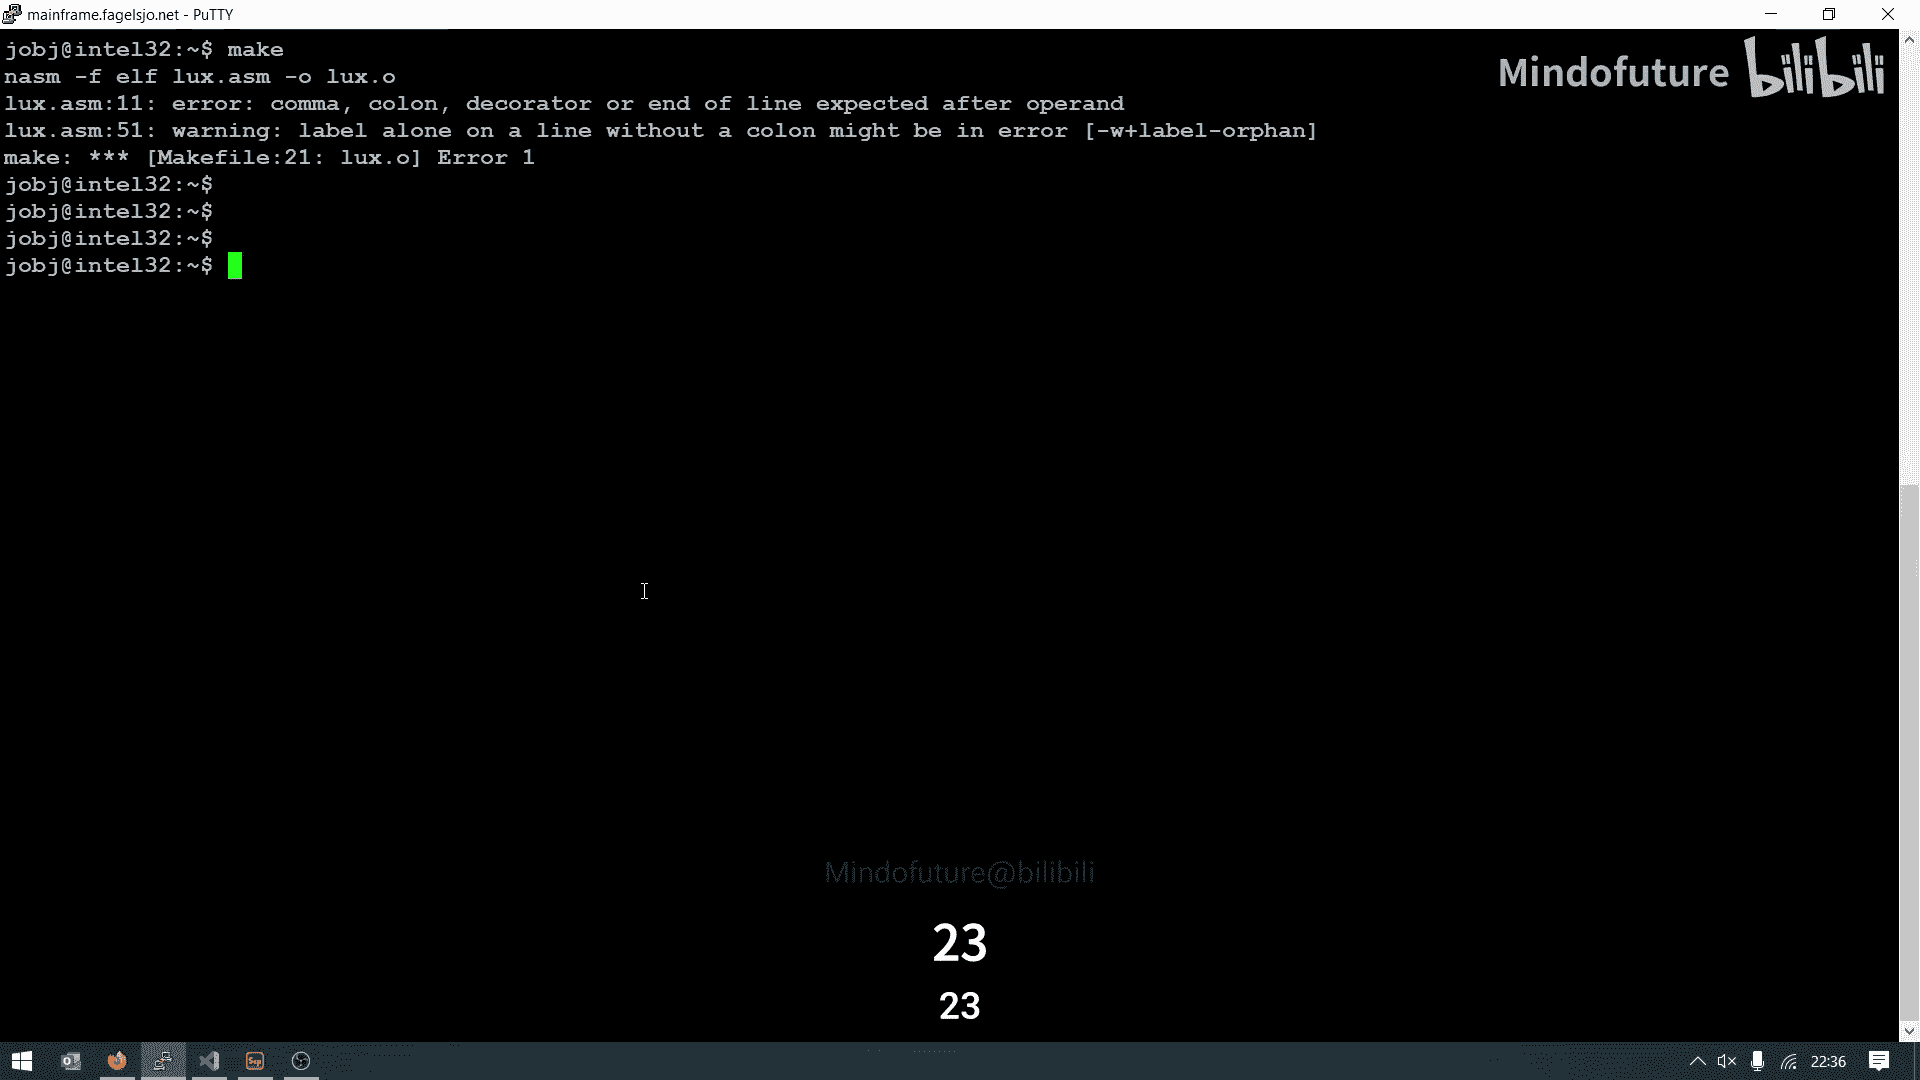 mainframe.fagelsjo.net - PuTTY
jobj@intel32:~$ make
nasm -f elf lux.asm -o lux.o
lux.asm:11: error: comma, colon, decorator or end of line expected after operand
lux.asm:51: warning: label alone on a line without a colon might be in error [-w+label-orphan]
make: *** [Makefile:21: lux.o] Error 1
jobj@intel32:~$
jobj@intel32:~$
jobj@intel32:~$
jobj@intel32:~$
Mindofuture bilibili
Mindofuture@bilibili
23
23
22:36